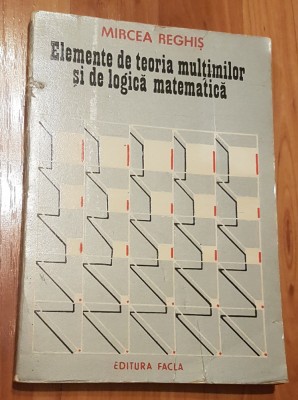 MIRCEA REGHIȘ
Elemente de teoria mulțimilor
și de logică matematică
EDITURA FACLA